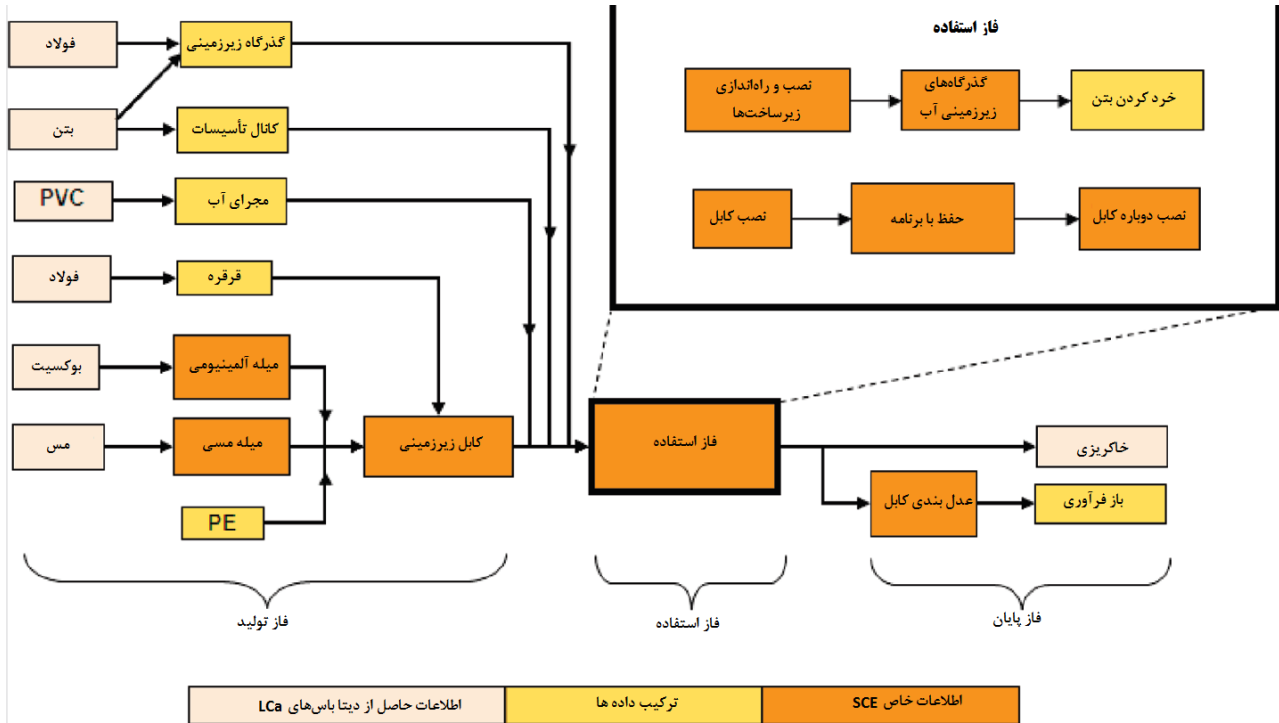 فاز استفاده
فولاد
گذرگاه زیرزمینی
نصب و راه‌اندازی
زیرساخت‌ها
گذرگاه‌های
زیرزمینی آب
خرد کردن بتن
بتن
کانال تأسیسات
PVC
مجرای آب
نصب کابل
حفظ با برنامه
نصب دوباره کابل
فولاد
قرقره
بوکسیت
میله آلمینیومی
مس
میله مسی
کابل زیرزمینی
فاز استفاده
خاکریزی
PE
عدل بندی کابل
باز فرآوری
فاز تولید
فاز استفاده
فاز پایان
اطلاعات حاصل از دیتا باس‌های LCa
ترکیب داده ها
اطلاعات خاص SCE